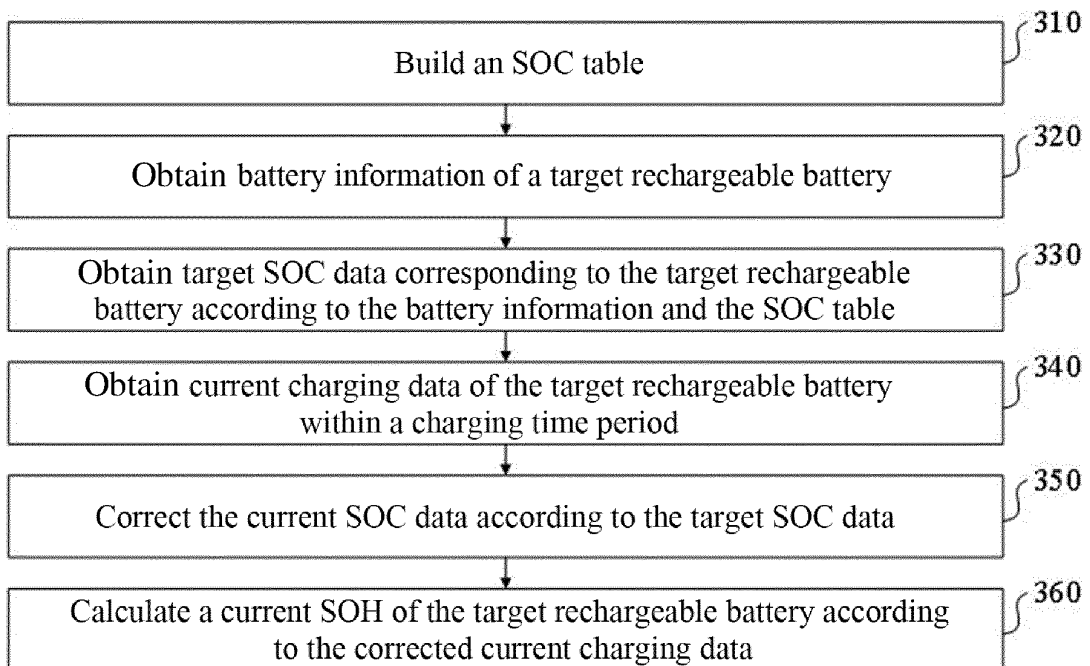 310
Build an SOC table
320
Obtain battery information of a target rechargeable battery
330
Obtain target SOC data corresponding to the target rechargeable
battery according to the battery information and the SOC table
340
Obtain current charging data of the target rechargeable battery
within a charging time period
350
Correct the current SOC data according to the target SOC data
360
Calculate a current SOH of the target rechargeable battery according
to the corrected current charging data